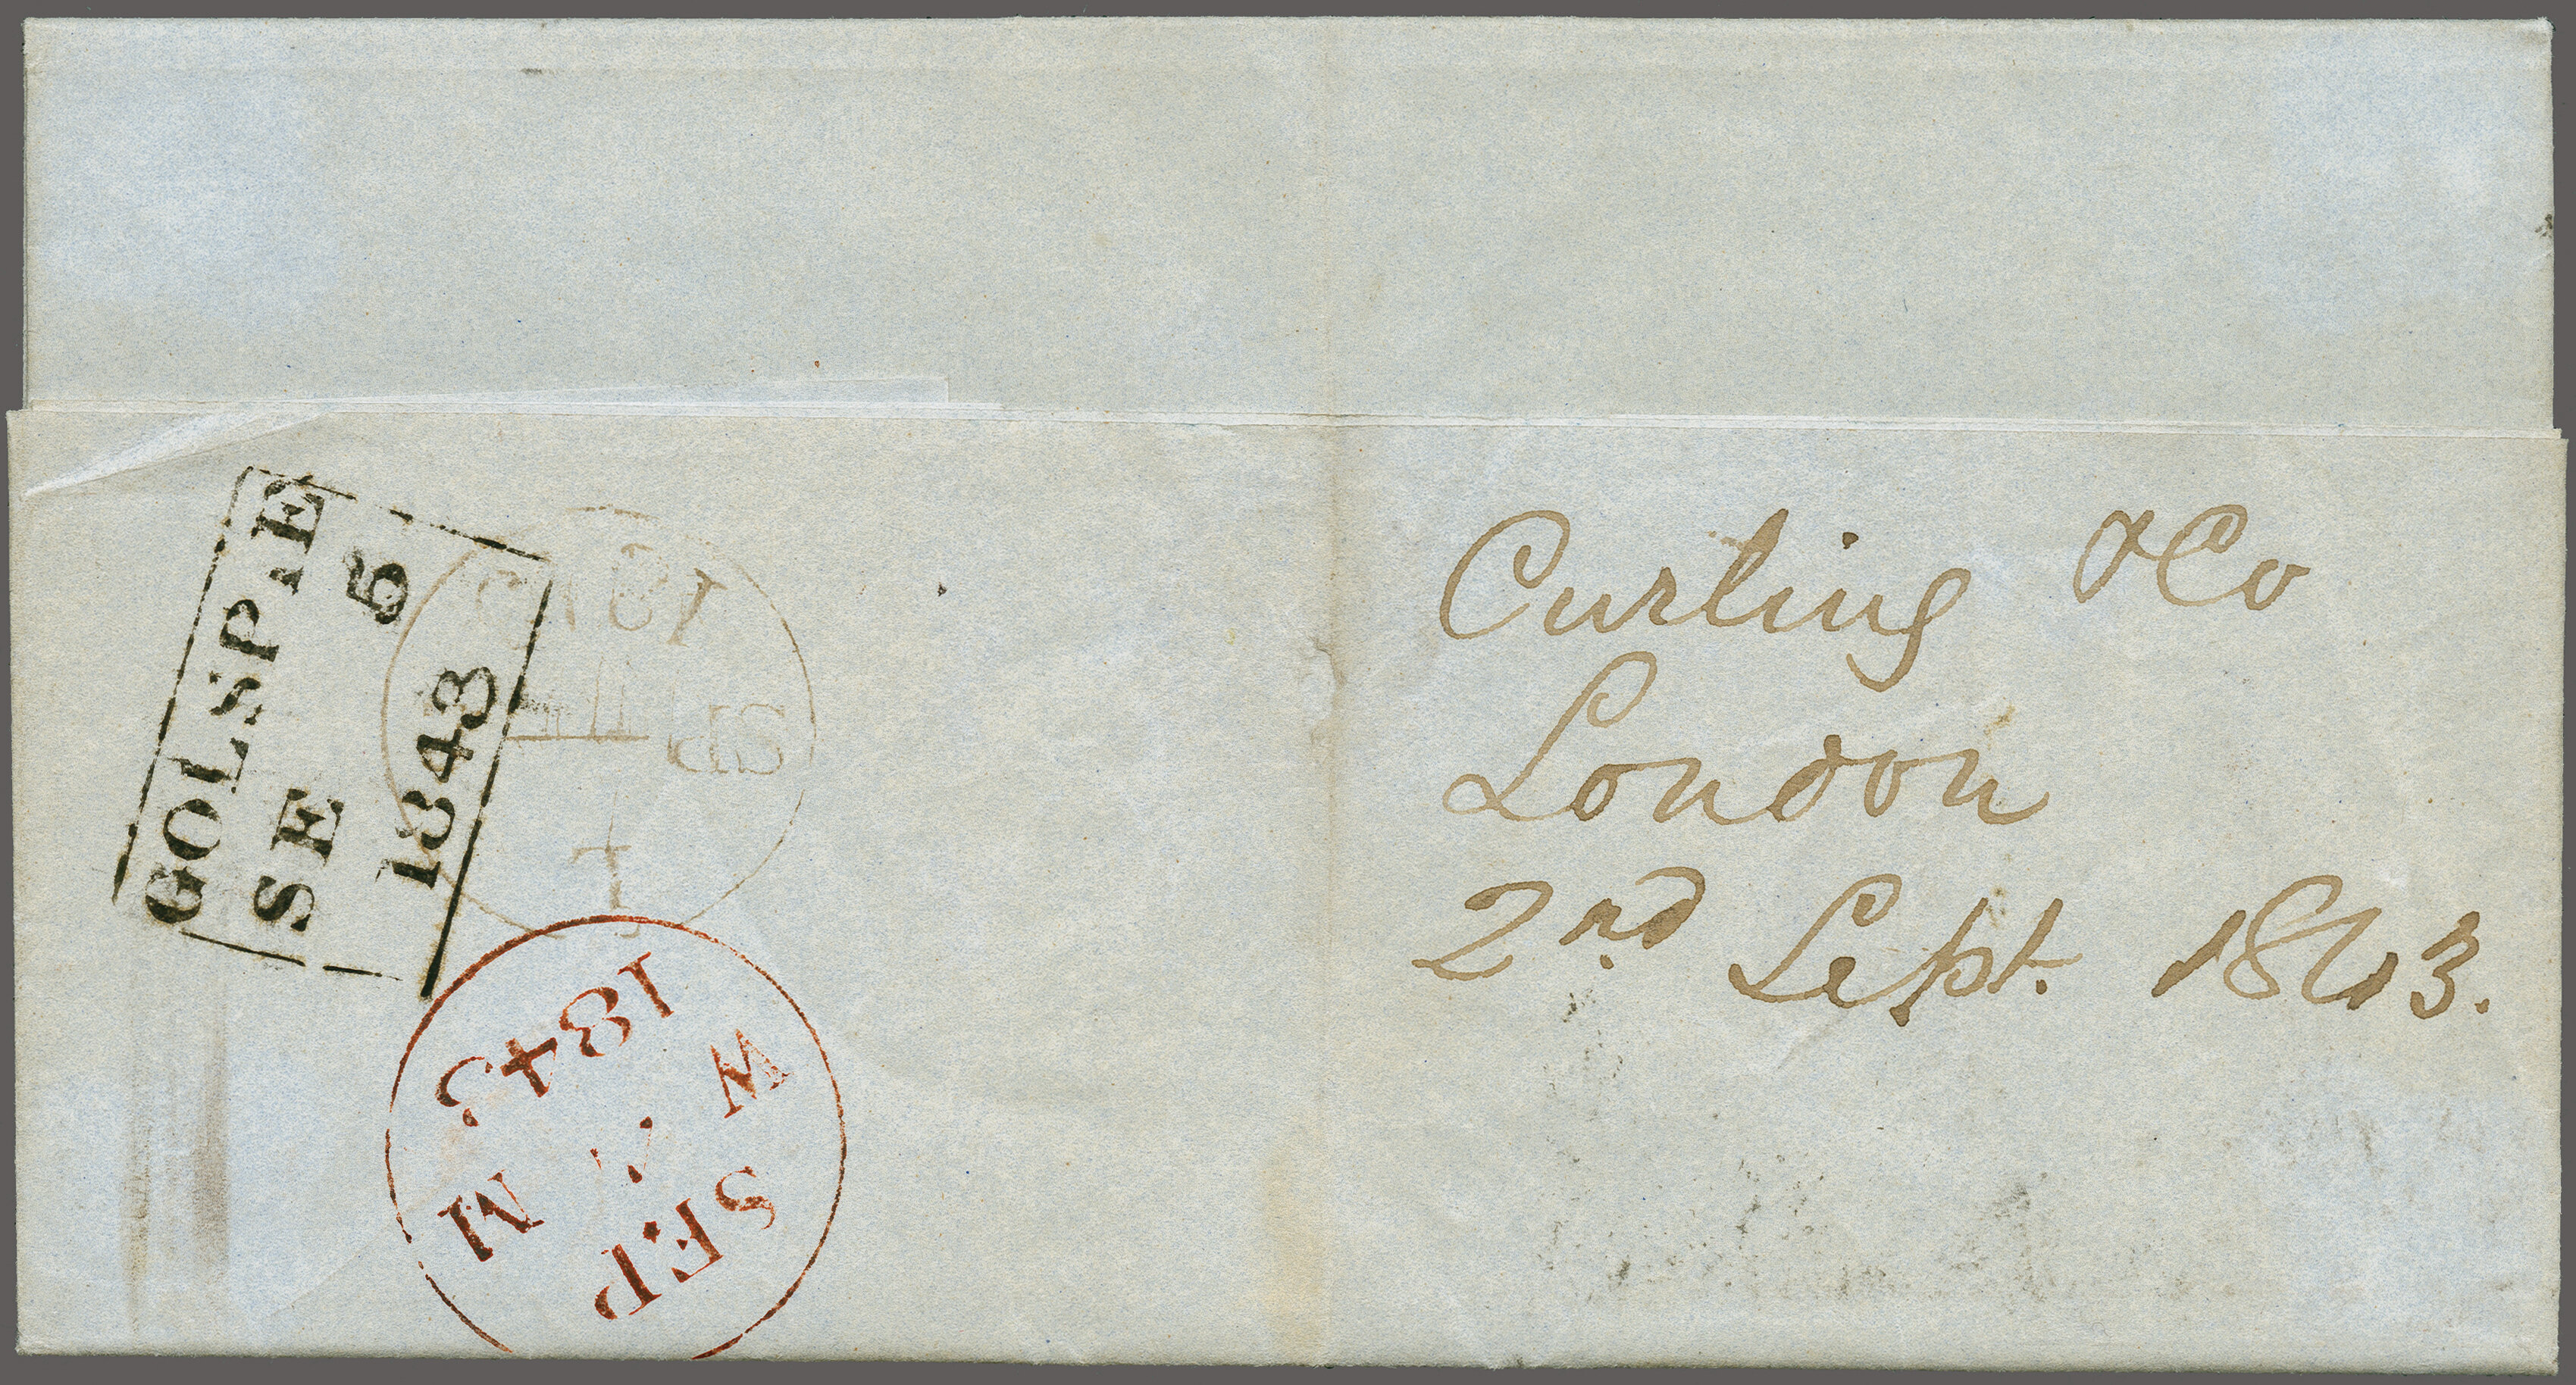 GOLSPIE
SE 5
1843
Curling & Co
London
2nd Sept. 1843.
1843
W M
SEP